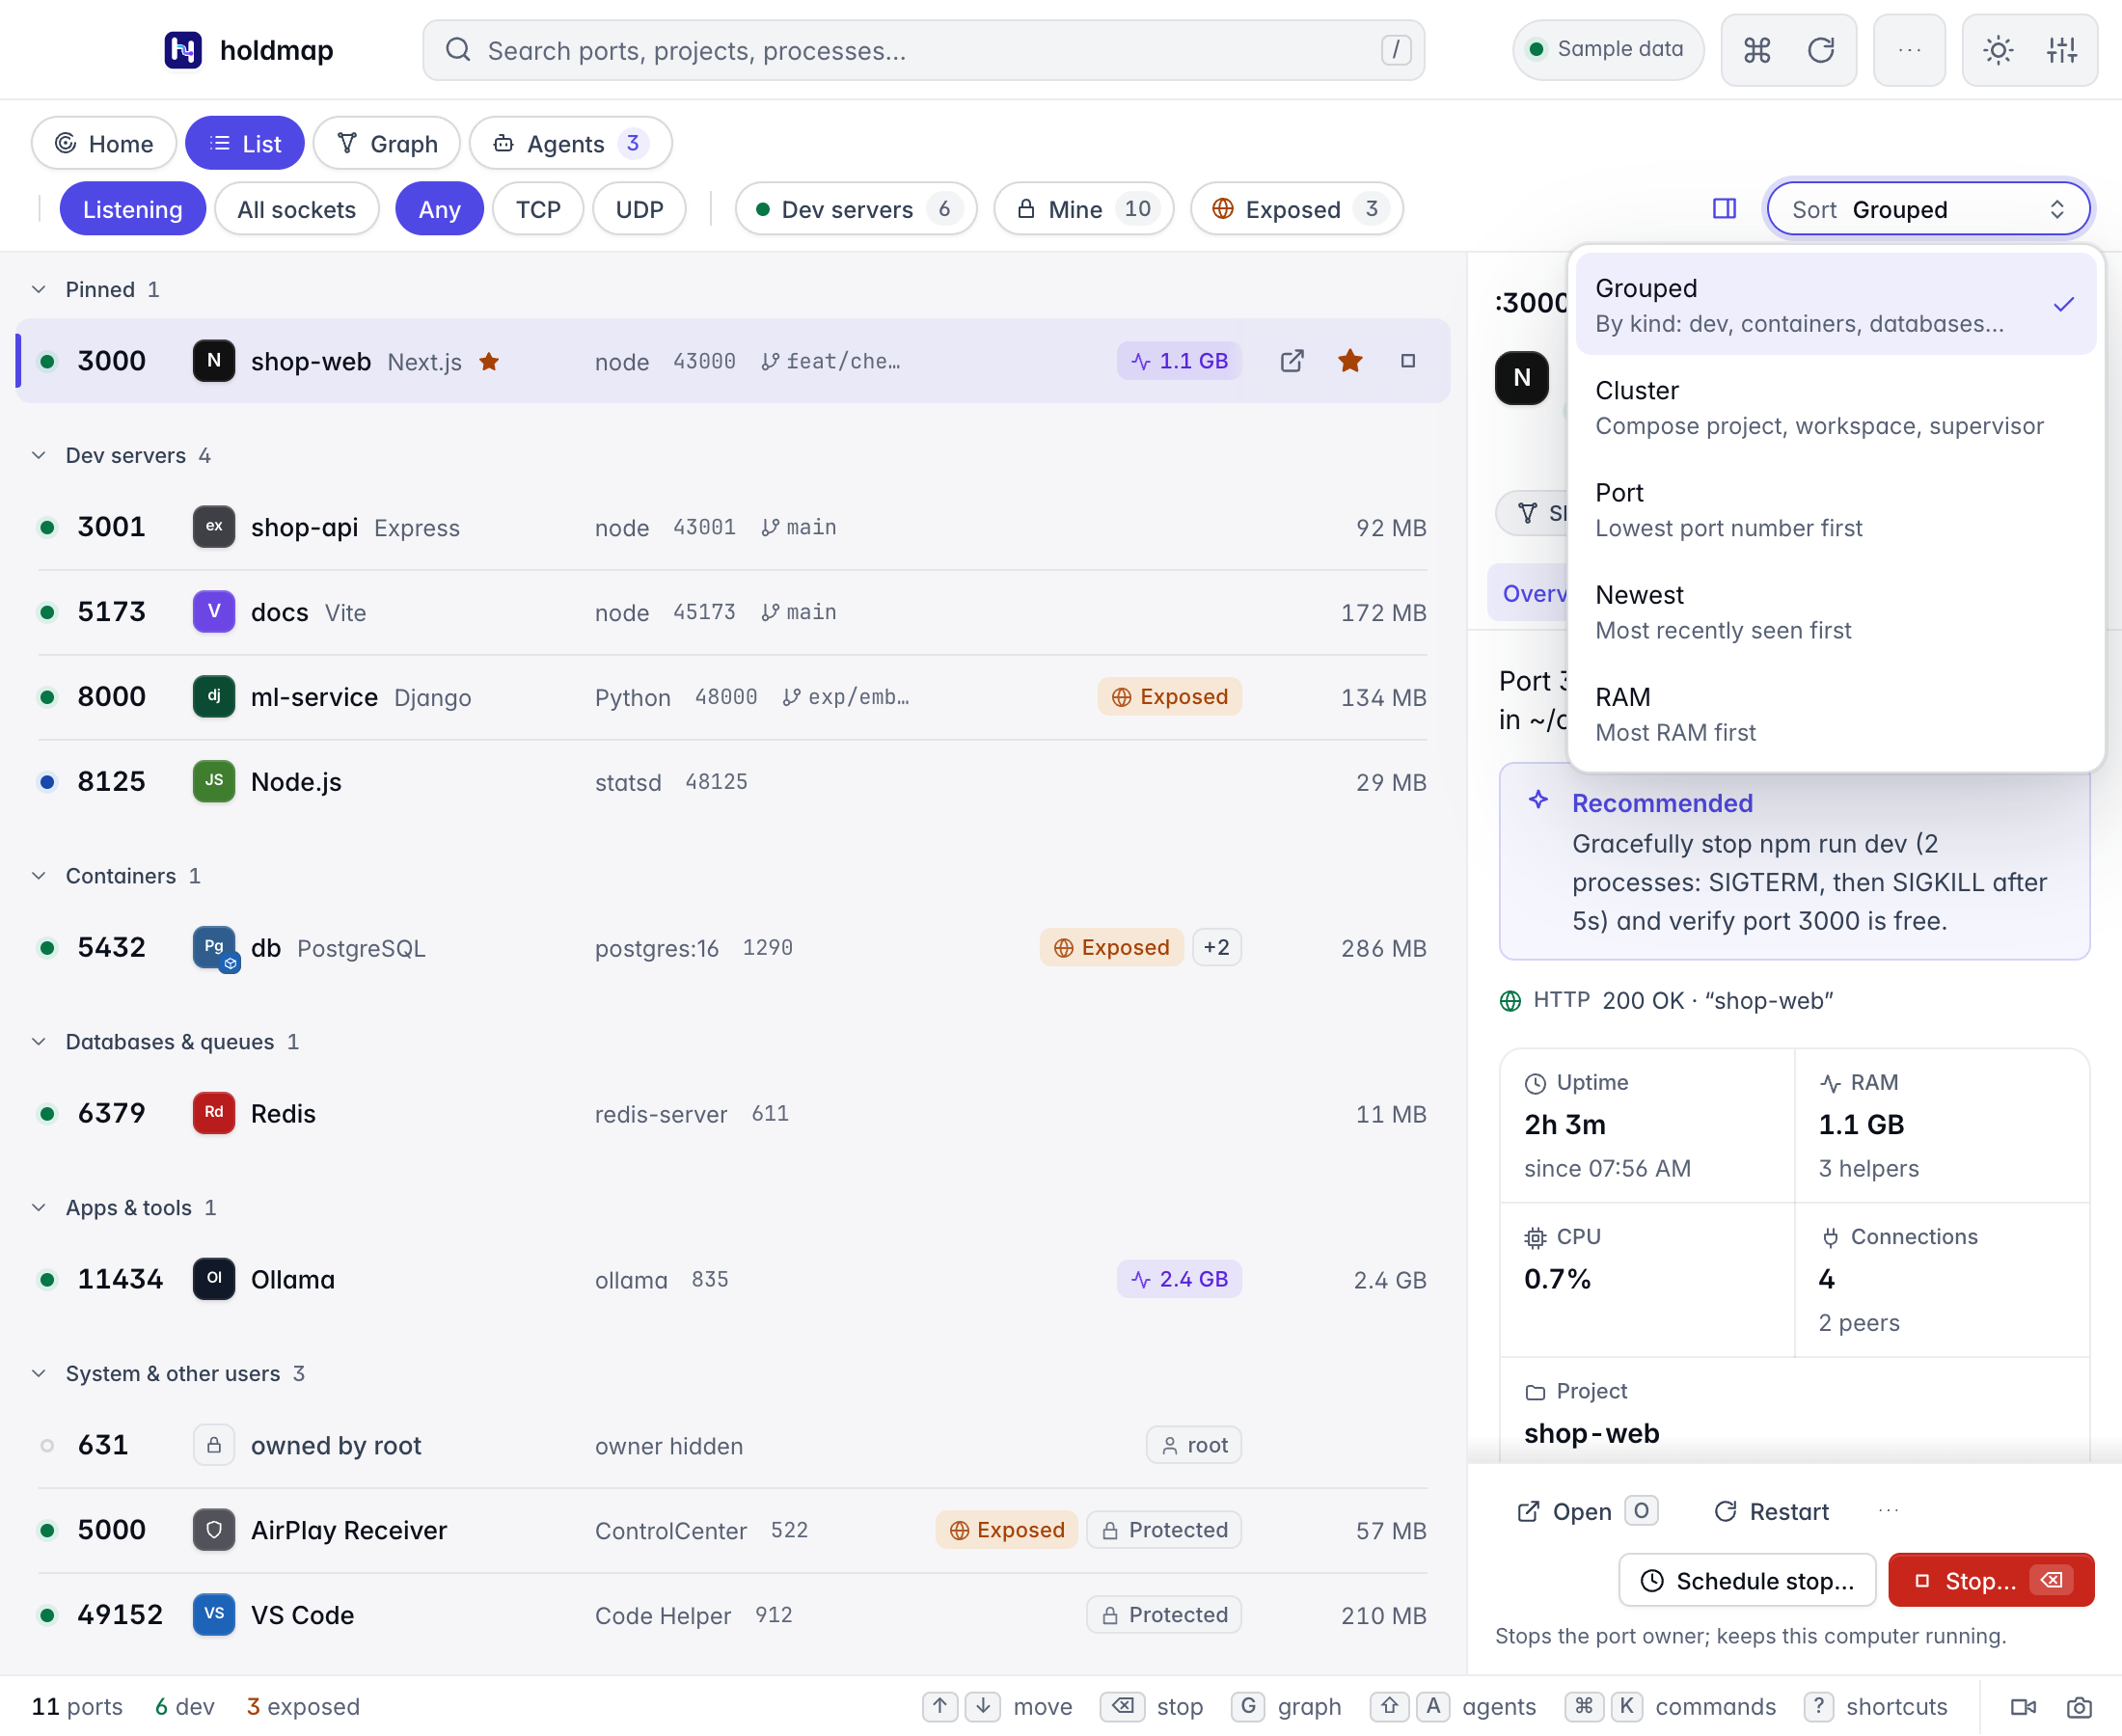 holdmap
Search ports, projects, processes... /
Sample data
Home
List
Graph
Agents 3
Listening
All sockets
Any
TCP
UDP
Dev servers 6
Mine 10
Exposed 3
Sort Grouped
Grouped
By kind: dev, containers, databases...
Cluster
Compose project, workspace, supervisor
Port
Lowest port number first
Newest
Most recently seen first
RAM
Most RAM first
Pinned 1
3000 N shop-web Next.js node 43000 feat/che... 1.1 GB
Dev servers 4
3001 ex shop-api Express node 43001 main 92 MB
5173 V docs Vite node 45173 main 172 MB
8000 dj ml-service Django Python 48000 exp/emb... Exposed 134 MB
8125 JS Node.js statsd 48125 29 MB
Containers 1
5432 Pg db PostgreSQL postgres:16 1290 Exposed +2 286 MB
Databases & queues 1
6379 Rd Redis redis-server 611 11 MB
Apps & tools 1
11434 Ol Ollama ollama 835 2.4 GB 2.4 GB
System & other users 3
631 owned by root owner hidden root
5000 AirPlay Receiver ControlCenter 522 Exposed Protected 57 MB
49152 VS VS Code Code Helper 912 Protected 210 MB
:3000
N
Overv
Port
in ~/
Recommended
Gracefully stop npm run dev (2
processes: SIGTERM, then SIGKILL after
5s) and verify port 3000 is free.
HTTP 200 OK · “shop-web”
Uptime
2h 3m
since 07:56 AM
RAM
1.1 GB
3 helpers
CPU
0.7%
Connections
4
2 peers
Project
shop-web
Open O
Restart
Schedule stop...
Stop...
Stops the port owner; keeps this computer running.
11 ports 6 dev 3 exposed
↑ ↓ move ⌫ stop G graph ⇧ A agents ⌘ K commands ? shortcuts